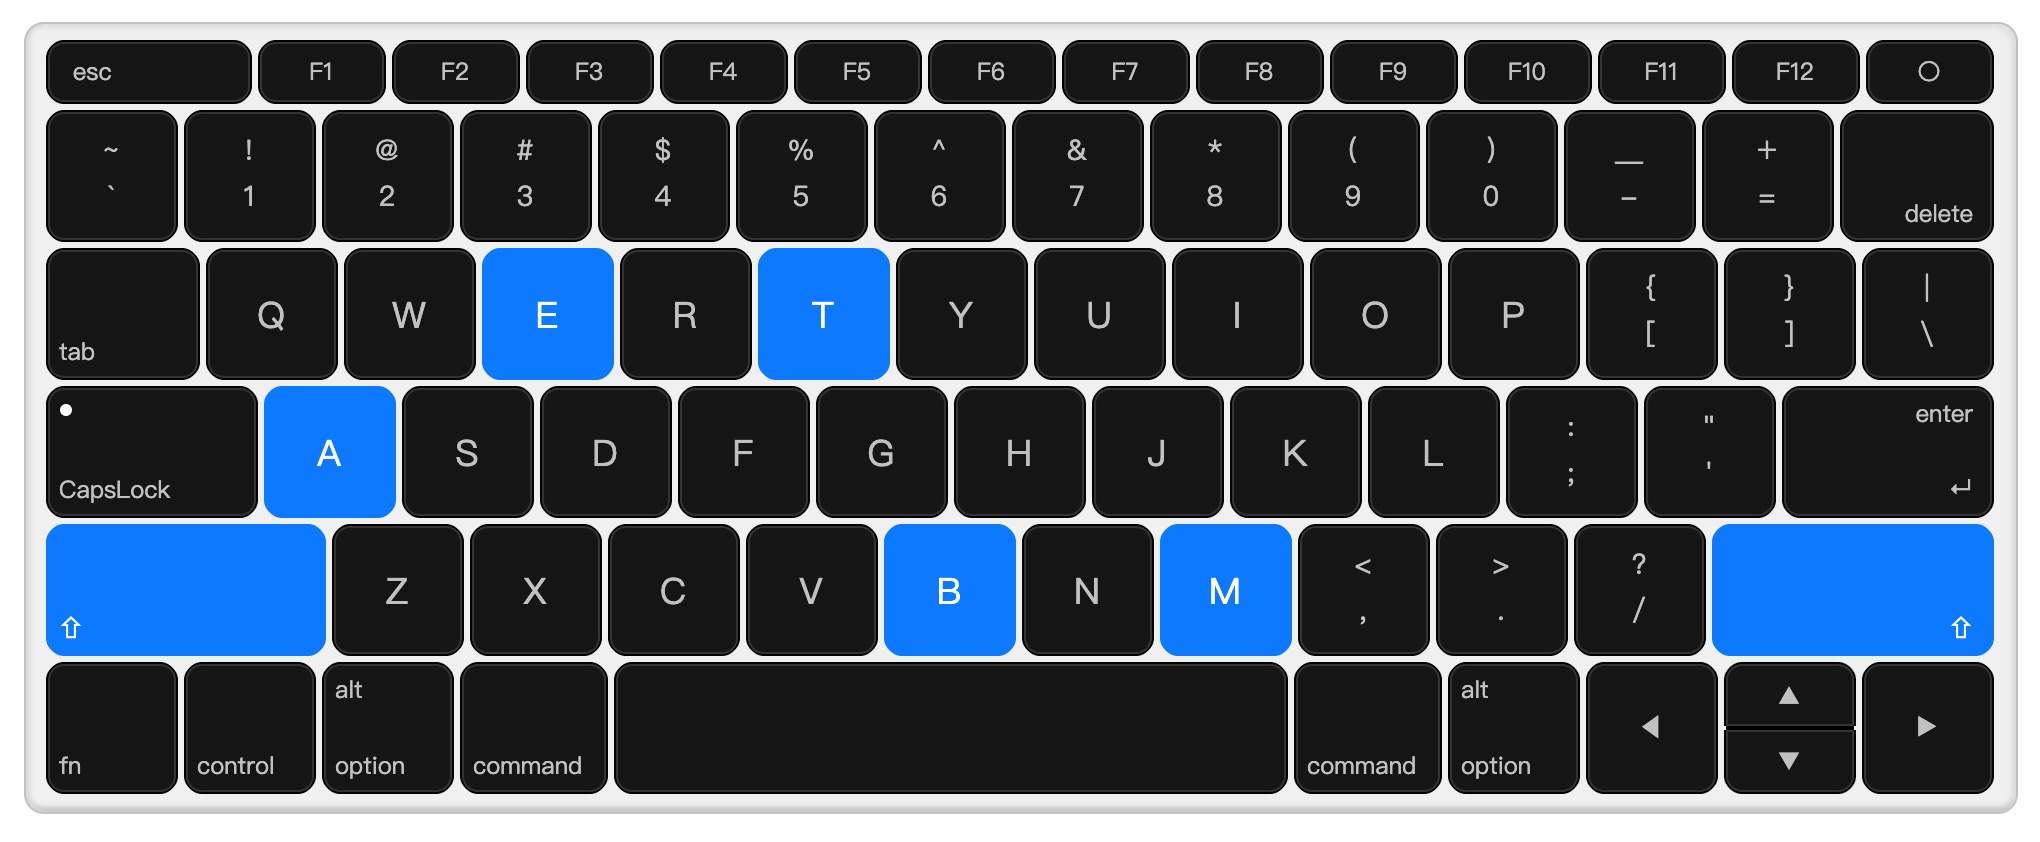 esc F1 F2 F3 F4 F5 F6 F7 F8 F9 F10 F11 F12
~ ! @ # $ % ^ & * ( ) __ +
` 1 2 3 4 5 6 7 8 9 0 – =
delete
Q W E R T Y U I O P { } |
[ ] \
tab
enter
A S D F G H J K L : "
; '
CapsLock ↵
Z X C V B N M < > ?
, . /
⇧ ⇧
alt alt ▲
◀ ▶
fn control option command command option ▼